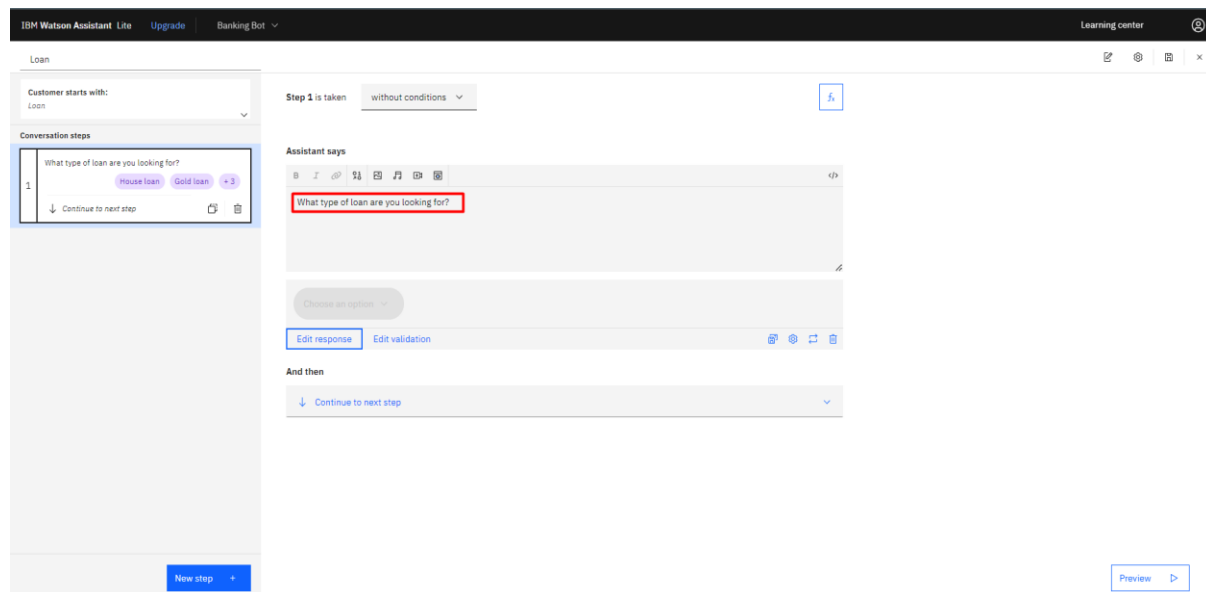 IBM Watson Assistant Lite Upgrade Banking Bot Learning center
Loan
Customer starts with:
Loan
Conversation steps
1
What type of loan are you looking for?
House loan Gold loan + 3
Continue to next step
New step +
Step 1 is taken without conditions
fx
Assistant says
B I </>
What type of loan are you looking for?
Choose an option
Edit response Edit validation
And then
Continue to next step
Preview